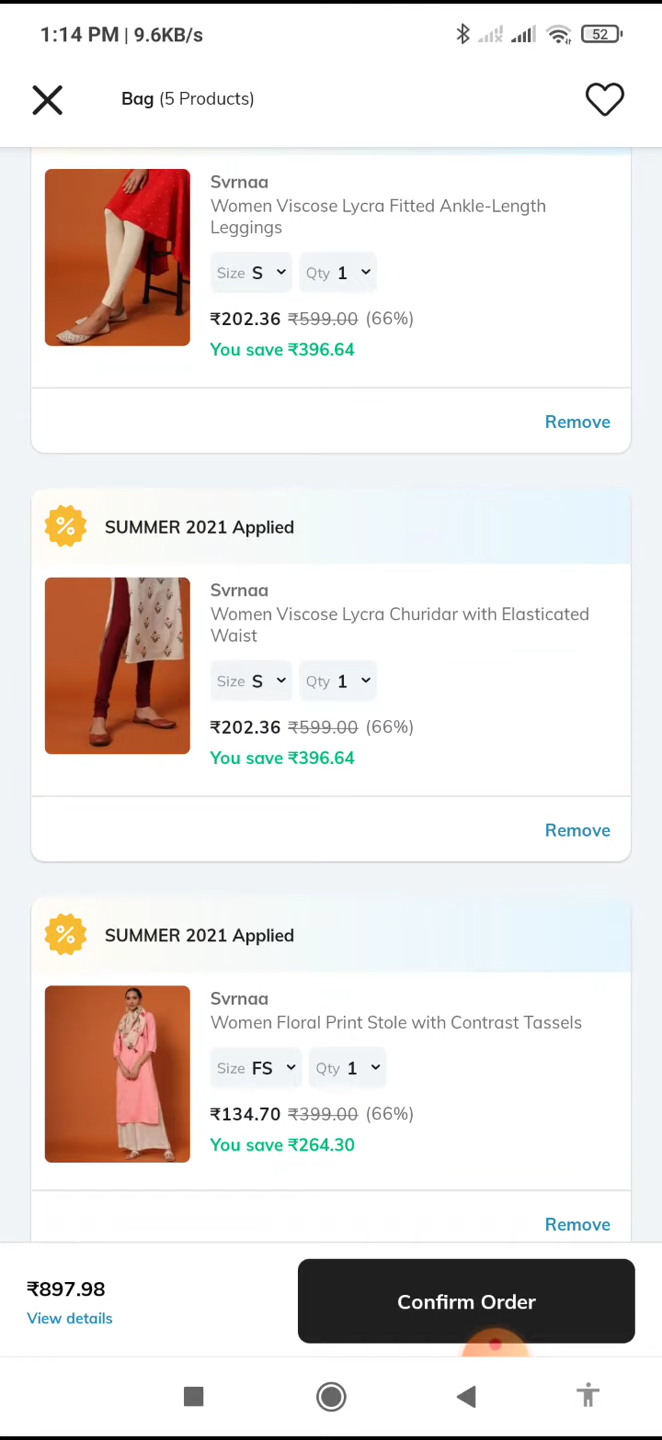 1:14 PM | 9.6KB/s
52
Bag (5 Products)
Svrnaa
Women Viscose Lycra Fitted Ankle-Length
Leggings
Size S Qty 1
₹202.36 ₹599.00 (66%)
You save ₹396.64
Remove
SUMMER 2021 Applied
Svrnaa
Women Viscose Lycra Churidar with Elasticated
Waist
Size S Qty 1
₹202.36 ₹599.00 (66%)
You save ₹396.64
Remove
SUMMER 2021 Applied
Svrnaa
Women Floral Print Stole with Contrast Tassels
Size FS Qty 1
₹134.70 ₹399.00 (66%)
You save ₹264.30
Remove
₹897.98
View details
Confirm Order